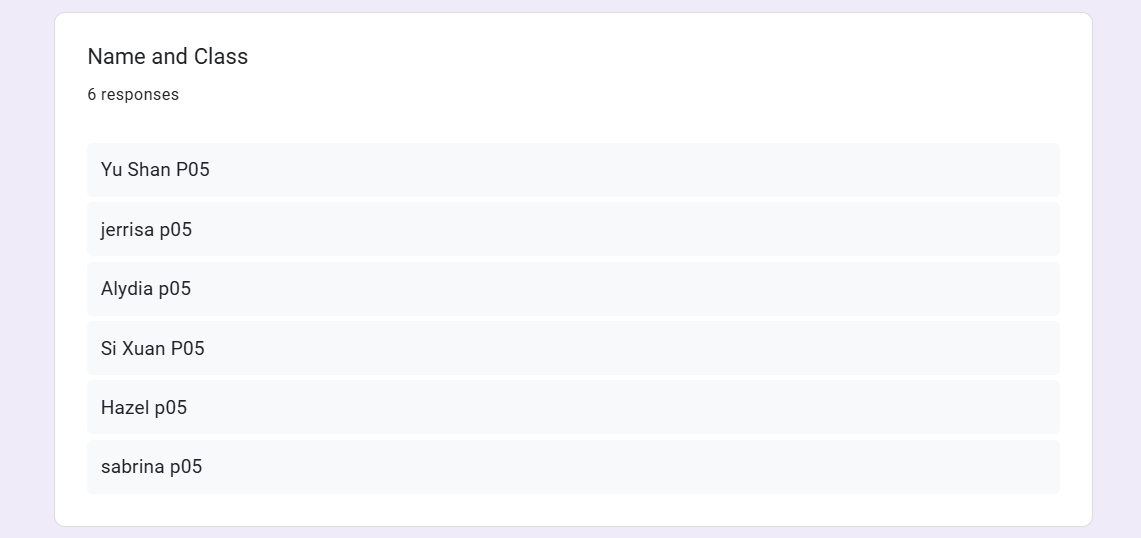 Name and Class
6 responses
Yu Shan P05
jerrisa p05
Alydia p05
Si Xuan P05
Hazel p05
sabrina p05